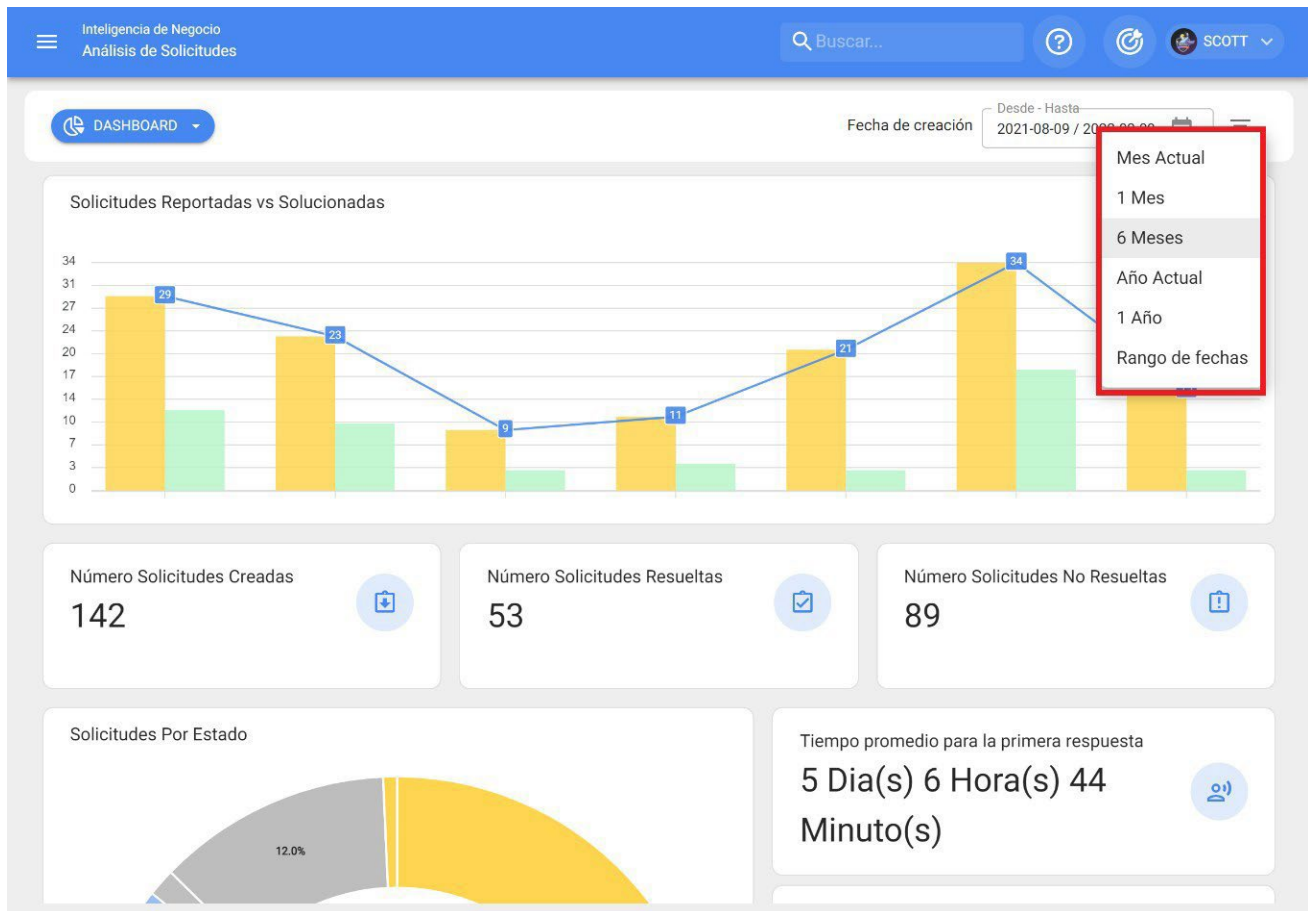 Inteligencia de Negocio
Análisis de Solicitudes
Buscar...
SCOTT
DASHBOARD
Fecha de creación
Desde - Hasta
2021-08-09 /
Mes Actual
1 Mes
6 Meses
Año Actual
1 Año
Rango de fechas
Solicitudes Reportadas vs Solucionadas
34
31
27
24
20
17
14
10
7
3
0
29
23
9
11
21
34
Número Solicitudes Creadas
142
Número Solicitudes Resueltas
53
Número Solicitudes No Resueltas
89
Solicitudes Por Estado
12.0%
Tiempo promedio para la primera respuesta
5 Dia(s) 6 Hora(s) 44
Minuto(s)